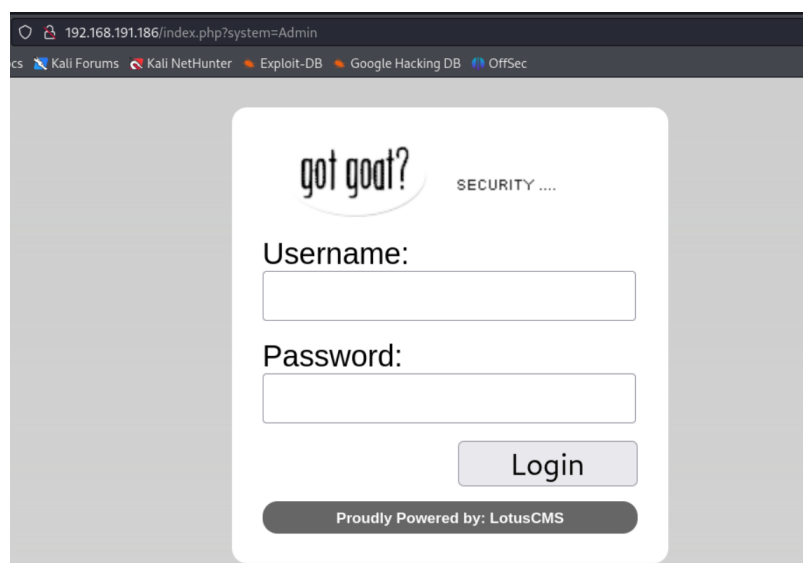 192.168.191.186/index.php?system=Admin
cs Kali Forums Kali NetHunter Exploit-DB Google Hacking DB OffSec
got goat?
SECURITY ....
Username:
Password:
Login
Proudly Powered by: LotusCMS